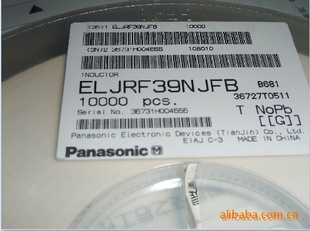 (3N)1 ELJRF39NJFB 10000
(3N)2 36731H004555 108010
INDUCTOR
ELJRF39NJFB B681
10000 pcs. 36727T0511
Serial No. 36731H004555 T NoPb
[[G]]
Panasonic Electronic Devices (TianJin) Co., Ltd.
EIAJ C-3 MADE IN CHINA
Panasonic M
alibaba.com.cn